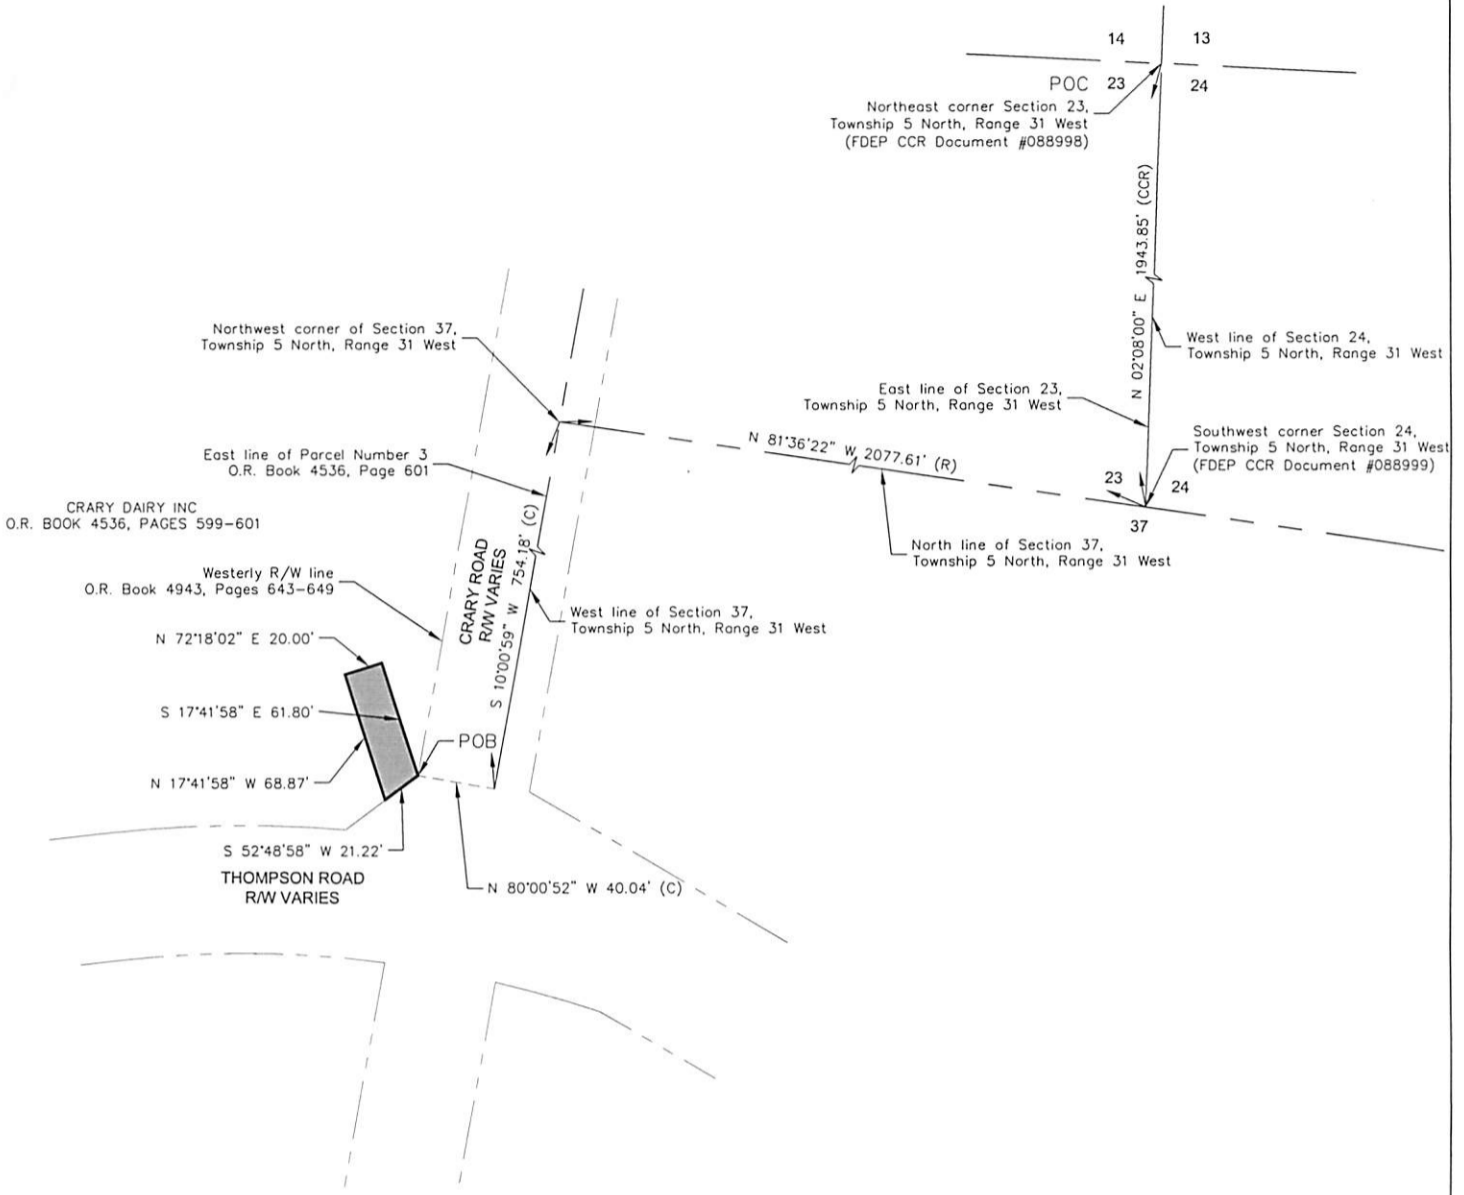 14
13
POC 23
24
Northeast corner Section 23,
Township 5 North, Range 31 West
(FDEP CCR Document #088998)
N 02°08'00" E 1943.85' (CCR)
West line of Section 24,
Township 5 North, Range 31 West
East line of Section 23,
Township 5 North, Range 31 West
Southwest corner Section 24,
Township 5 North, Range 31 West
(FDEP CCR Document #088999)
23
24
37
Northwest corner of Section 37,
Township 5 North, Range 31 West
N 81°36'22" W 2077.61' (R)
North line of Section 37,
Township 5 North, Range 31 West
East line of Parcel Number 3
O.R. Book 4536, Page 601
CRARY DAIRY INC
O.R. BOOK 4536, PAGES 599-601
Westerly R/W line
O.R. Book 4943, Pages 643-649
CRARY ROAD
R/W VARIES
S 10°00'59" W 754.18' (C)
West line of Section 37,
Township 5 North, Range 31 West
N 72°18'02" E 20.00'
S 17°41'58" E 61.80'
N 17°41'58" W 68.87'
POB
S 52°48'58" W 21.22'
THOMPSON ROAD
R/W VARIES
N 80°00'52" W 40.04' (C)